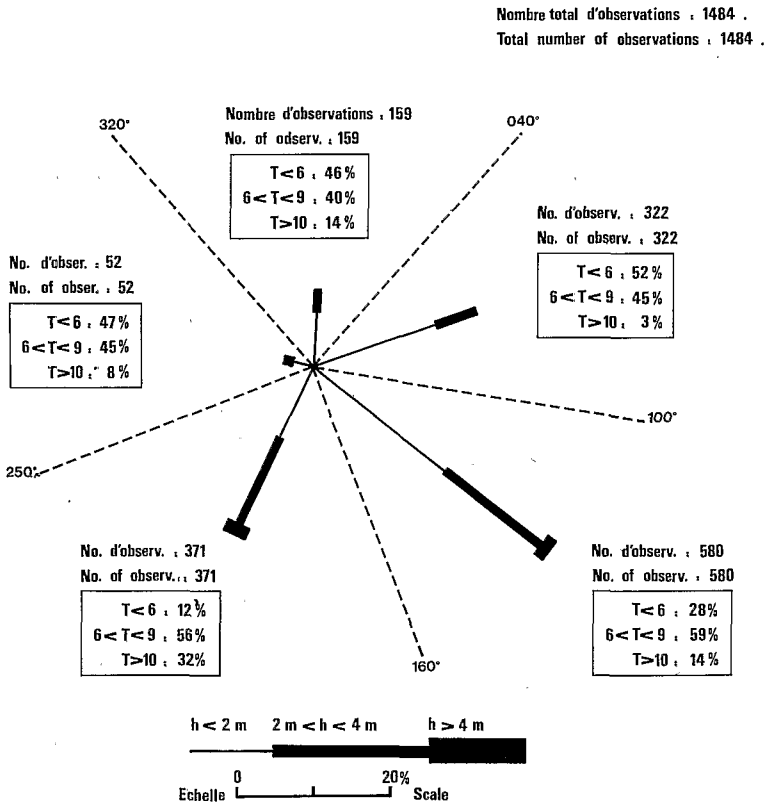 Nombre total d'observations : 1484 .
Total number of observations : 1484 .
320°
Nombre d'observations : 159
No. of odserv. : 159
T < 6 : 46%
6 < T < 9 : 40%
T > 10 : 14%
040°
No. d'observ. : 322
No. of observ. : 322
T < 6 : 52%
6 < T < 9 : 45%
T > 10 : 3%
No. d'obser. : 52
No. of obser. : 52
T < 6 : 47%
6 < T < 9 : 45%
T > 10 : 8%
100°
250°
No. d'observ. : 371
No. of observ. : 371
T < 6 : 12%
6 < T < 9 : 56%
T > 10 : 32%
160°
No. d'observ. : 580
No. of observ. : 580
T < 6 : 28%
6 < T < 9 : 59%
T > 10 : 14%
h < 2 m 2 m < h < 4 m h > 4 m
0 20%
Echelle Scale